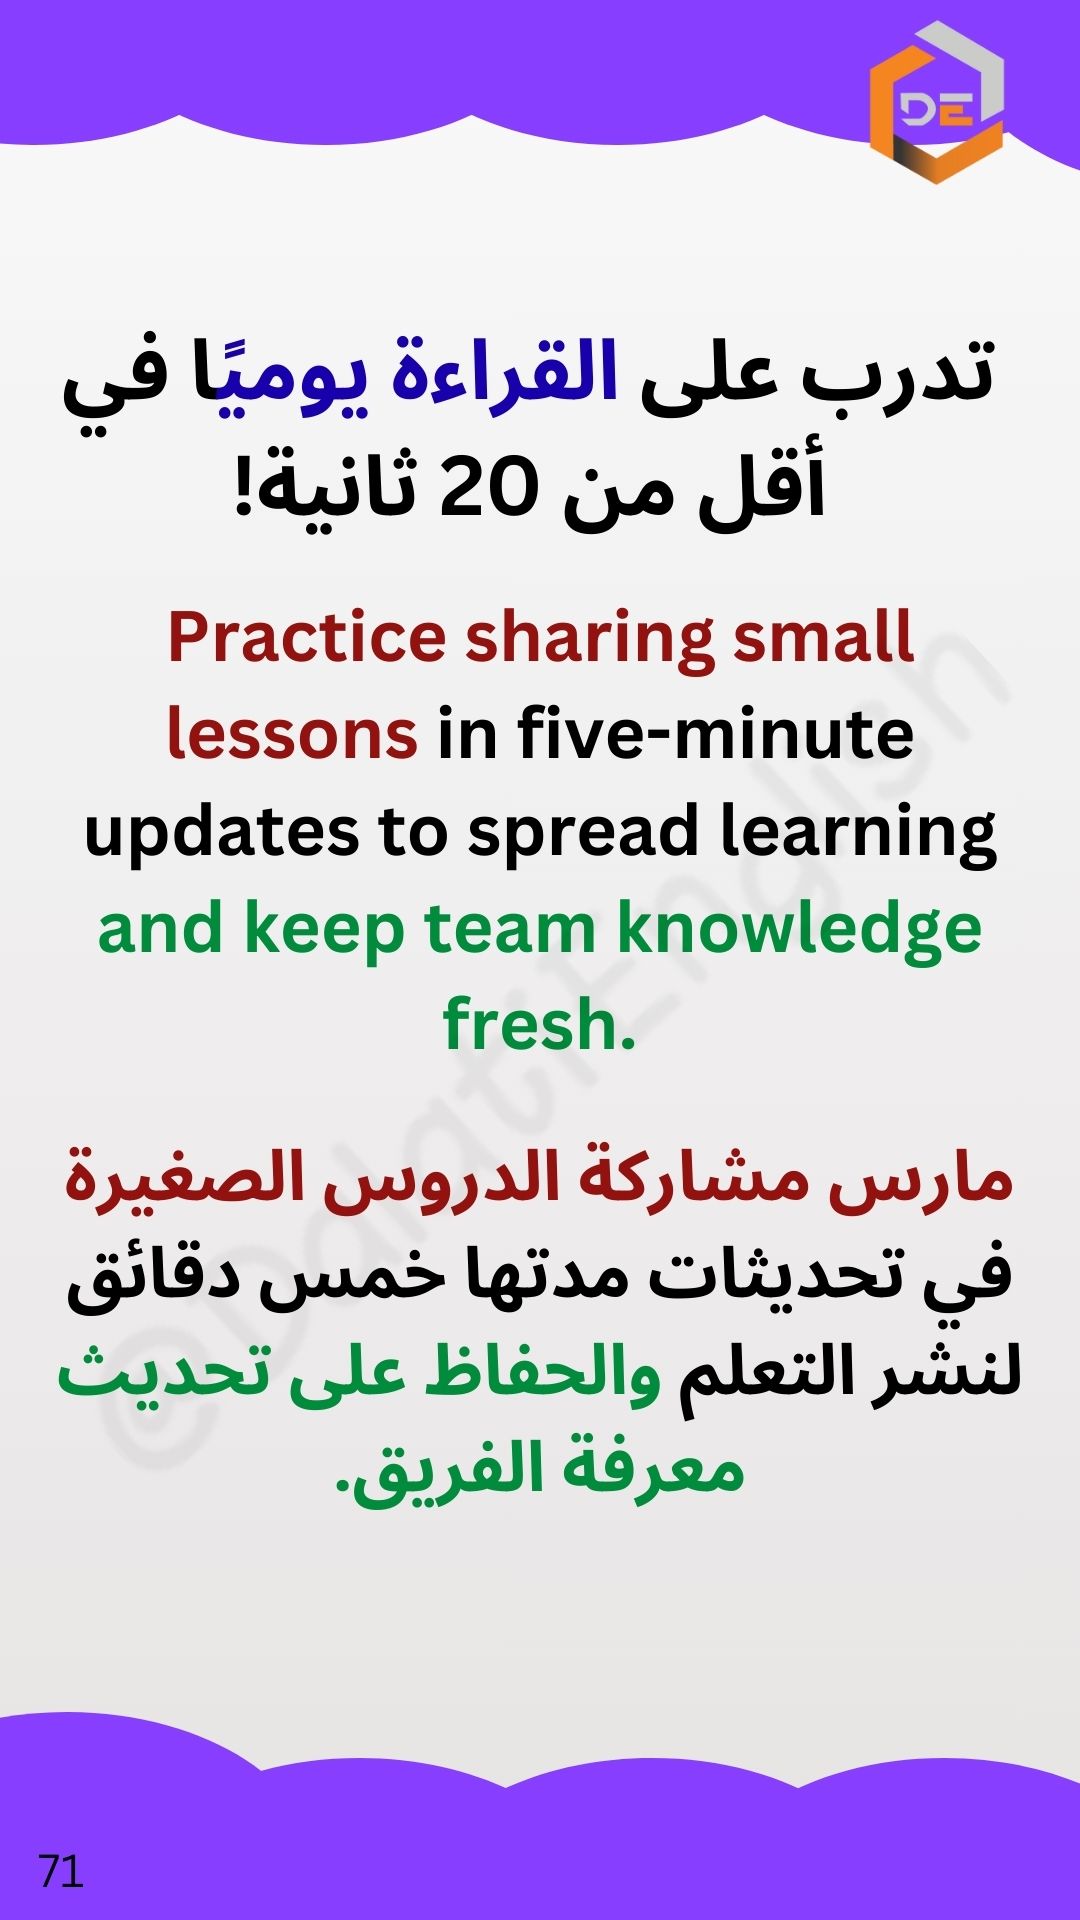 DE
تدرب على القراءة يوميًا في
أقل من 20 ثانية!
Practice sharing small
lessons in five-minute
updates to spread learning
and keep team knowledge
fresh.
مارس مشاركة الدروس الصغيرة
في تحديثات مدتها خمس دقائق
لنشر التعلم والحفاظ على تحديث
معرفة الفريق.
@DdatEnglish
71